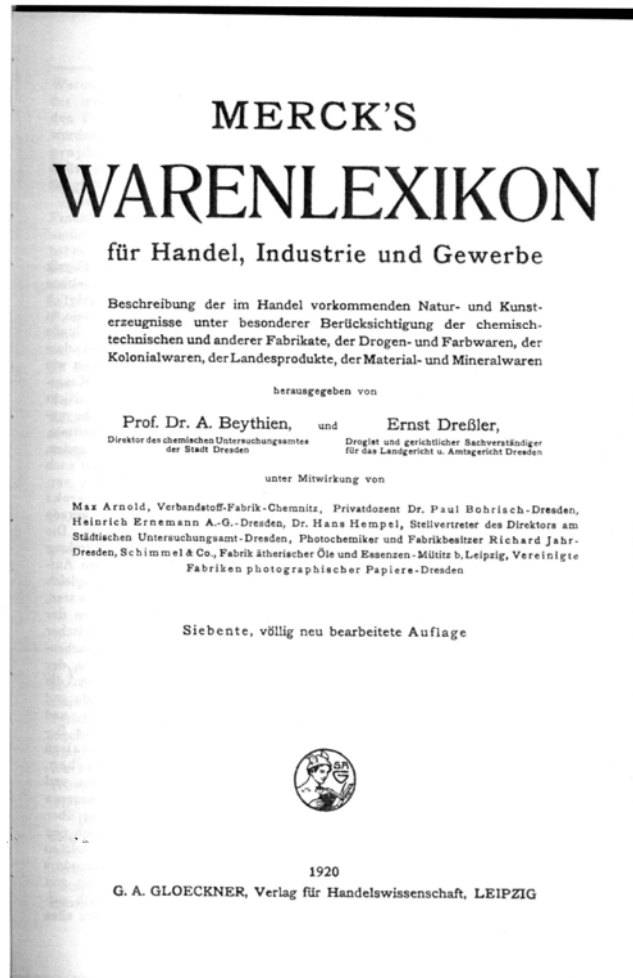 MERCK'S
WARENLEXIKON
für Handel, Industrie und Gewerbe
Beschreibung der im Handel vorkommenden Natur- und Kunst-
erzeugnisse unter besonderer Berücksichtigung der chemisch-
technischen und anderer Fabrikate, der Drogen- und Farbwaren, der
Kolonialwaren, der Landesprodukte, der Material- und Mineralwaren
herausgegeben von
Prof. Dr. A. Beythien, und Ernst Dreßler,
Direktor des chemischen Untersuchungsamtes
der Stadt Dresden
Drogist und gerichtlicher Sachverständiger
für das Landgericht u. Amtsgericht Dresden
unter Mitwirkung von
Max Arnold, Verbandstoff-Fabrik-Chemnitz, Privatdozent Dr. Paul Bohrisch-Dresden,
Heinrich Ernemann A.-G.-Dresden, Dr. Hans Hempel, Stellvertreter des Direktors am
Städtischen Untersuchungsamt-Dresden, Photochemiker und Fabrikbesitzer Richard Jahr-
Dresden, Schimmel & Co., Fabrik ätherischer Öle und Essenzen-Miltitz b, Leipzig, Vereinigte
Fabriken photographischer Papiere-Dresden
Siebente, völlig neu bearbeitete Auflage
1920
G. A. GLOECKNER, Verlag für Handelswissenschaft, LEIPZIG